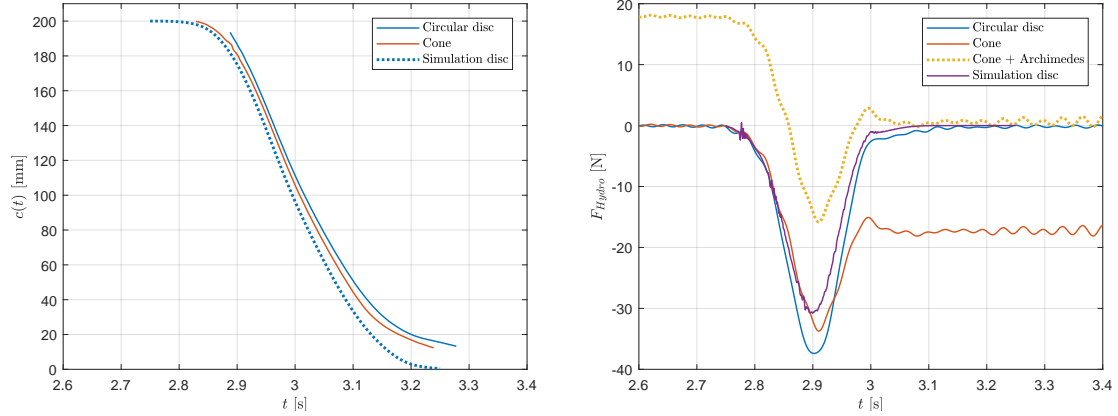 200
180
160
140
120
100
80
60
40
20
0
c(t) [mm]
2.6 2.7 2.8 2.9 3 3.1 3.2 3.3 3.4
t [s]
Circular disc
Cone
Simulation disc
20
10
0
-10
-20
-30
-40
F_Hydro [N]
2.6 2.7 2.8 2.9 3 3.1 3.2 3.3 3.4
t [s]
Circular disc
Cone
Cone + Archimedes
Simulation disc